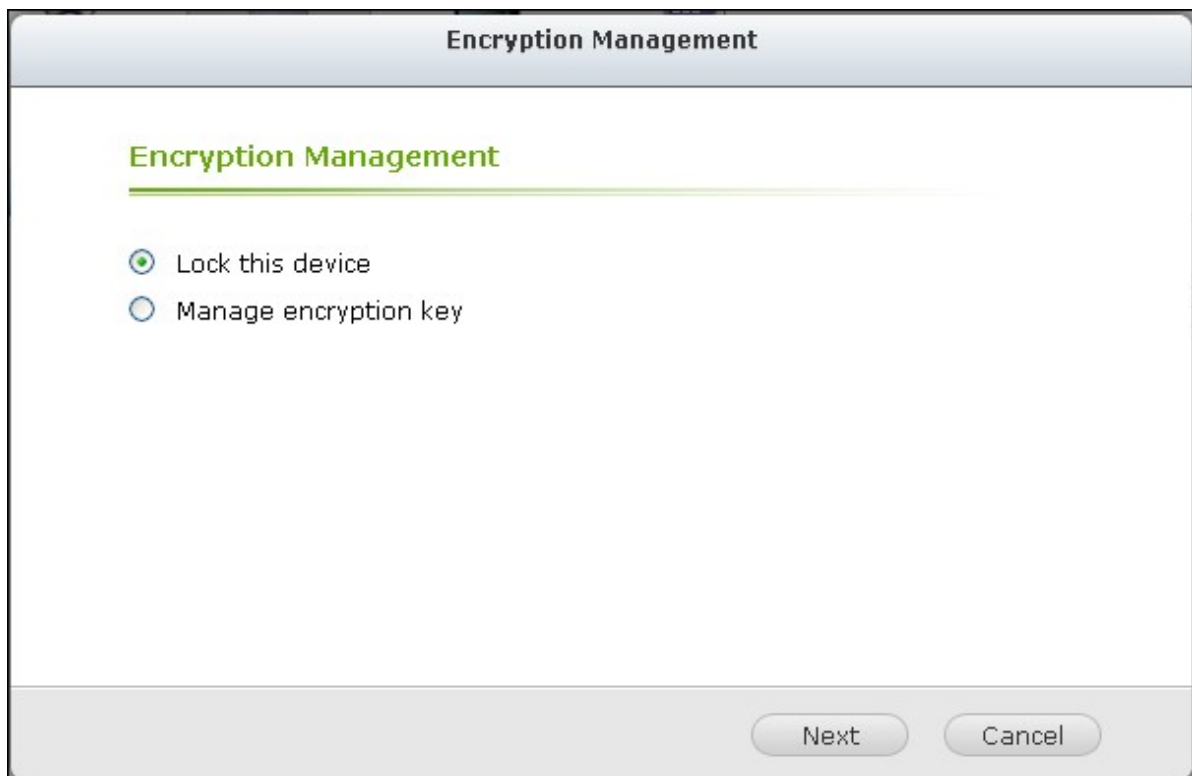 Encryption Management
Encryption Management
Lock this device
Manage encryption key
Next Cancel